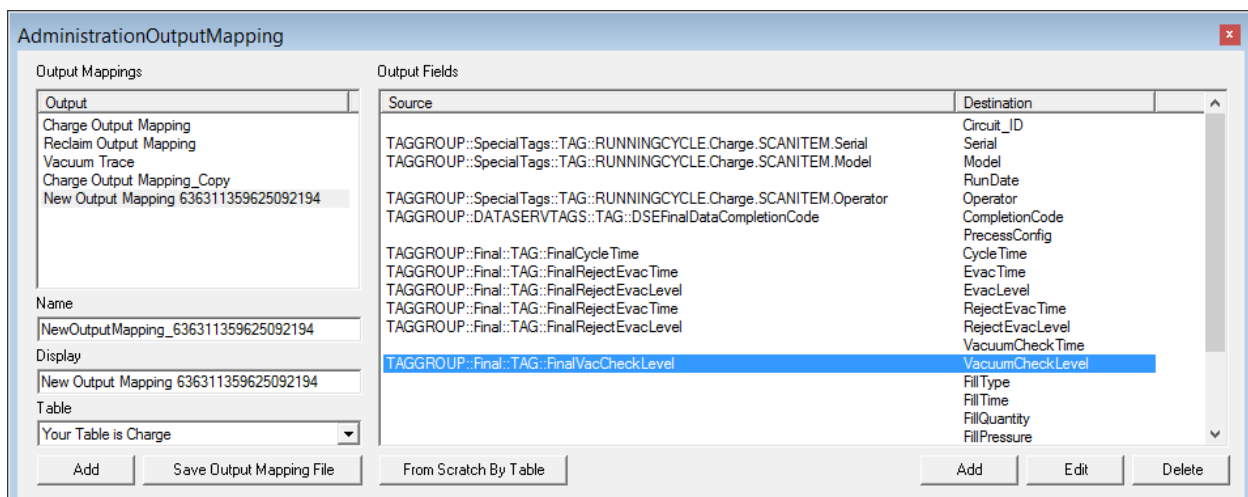 AdministrationOutputMapping
x
Output Mappings
Output
Charge Output Mapping
Reclaim Output Mapping
Vacuum Trace
Charge Output Mapping_Copy
New Output Mapping 636311359625092194
Name
NewOutputMapping_636311359625092194
Display
New Output Mapping 636311359625092194
Table
Your Table is Charge
Add Save Output Mapping File
Output Fields
Source Destination
Circuit_ID
TAGGROUP::SpecialTags::TAG::RUNNINGCYCLE.Charge.SCANITEM.Serial Serial
TAGGROUP::SpecialTags::TAG::RUNNINGCYCLE.Charge.SCANITEM.Model Model
RunDate
TAGGROUP::SpecialTags::TAG::RUNNINGCYCLE.Charge.SCANITEM.Operator Operator
TAGGROUP::DATASERVTAGS::TAG::DSEFinalDataCompletionCode CompletionCode
PrecessConfig
TAGGROUP::Final::TAG::FinalCycleTime CycleTime
TAGGROUP::Final::TAG::FinalRejectEvacTime EvacTime
TAGGROUP::Final::TAG::FinalRejectEvacLevel EvacLevel
TAGGROUP::Final::TAG::FinalRejectEvacTime RejectEvacTime
TAGGROUP::Final::TAG::FinalRejectEvacLevel RejectEvacLevel
VacuumCheckTime
TAGGROUP::Final::TAG::FinalVacCheckLevel VacuumCheckLevel
FillType
FillTime
FillQuantity
FillPressure
From Scratch By Table Add Edit Delete